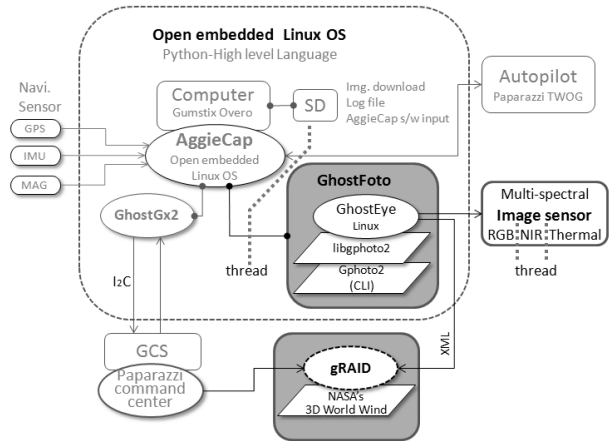 Open embedded Linux OS
Python-High level Language
Navi.
Sensor
GPS
IMU
MAG
Computer
Gumstix Overo
SD
Img. download
Log file
AggieCap s/w input
Autopilot
Paparazzi TWOG
AggieCap
Open embedded
Linux OS
GhostFoto
GhostEye
Linux
libgphoto2
Gphoto2
(CLI)
Multi-spectral
Image sensor
RGB NIR Thermal
thread
GhostGx2
thread
I2C
XML
GCS
Paparazzi
command
center
gRAID
NASA's
3D World Wind